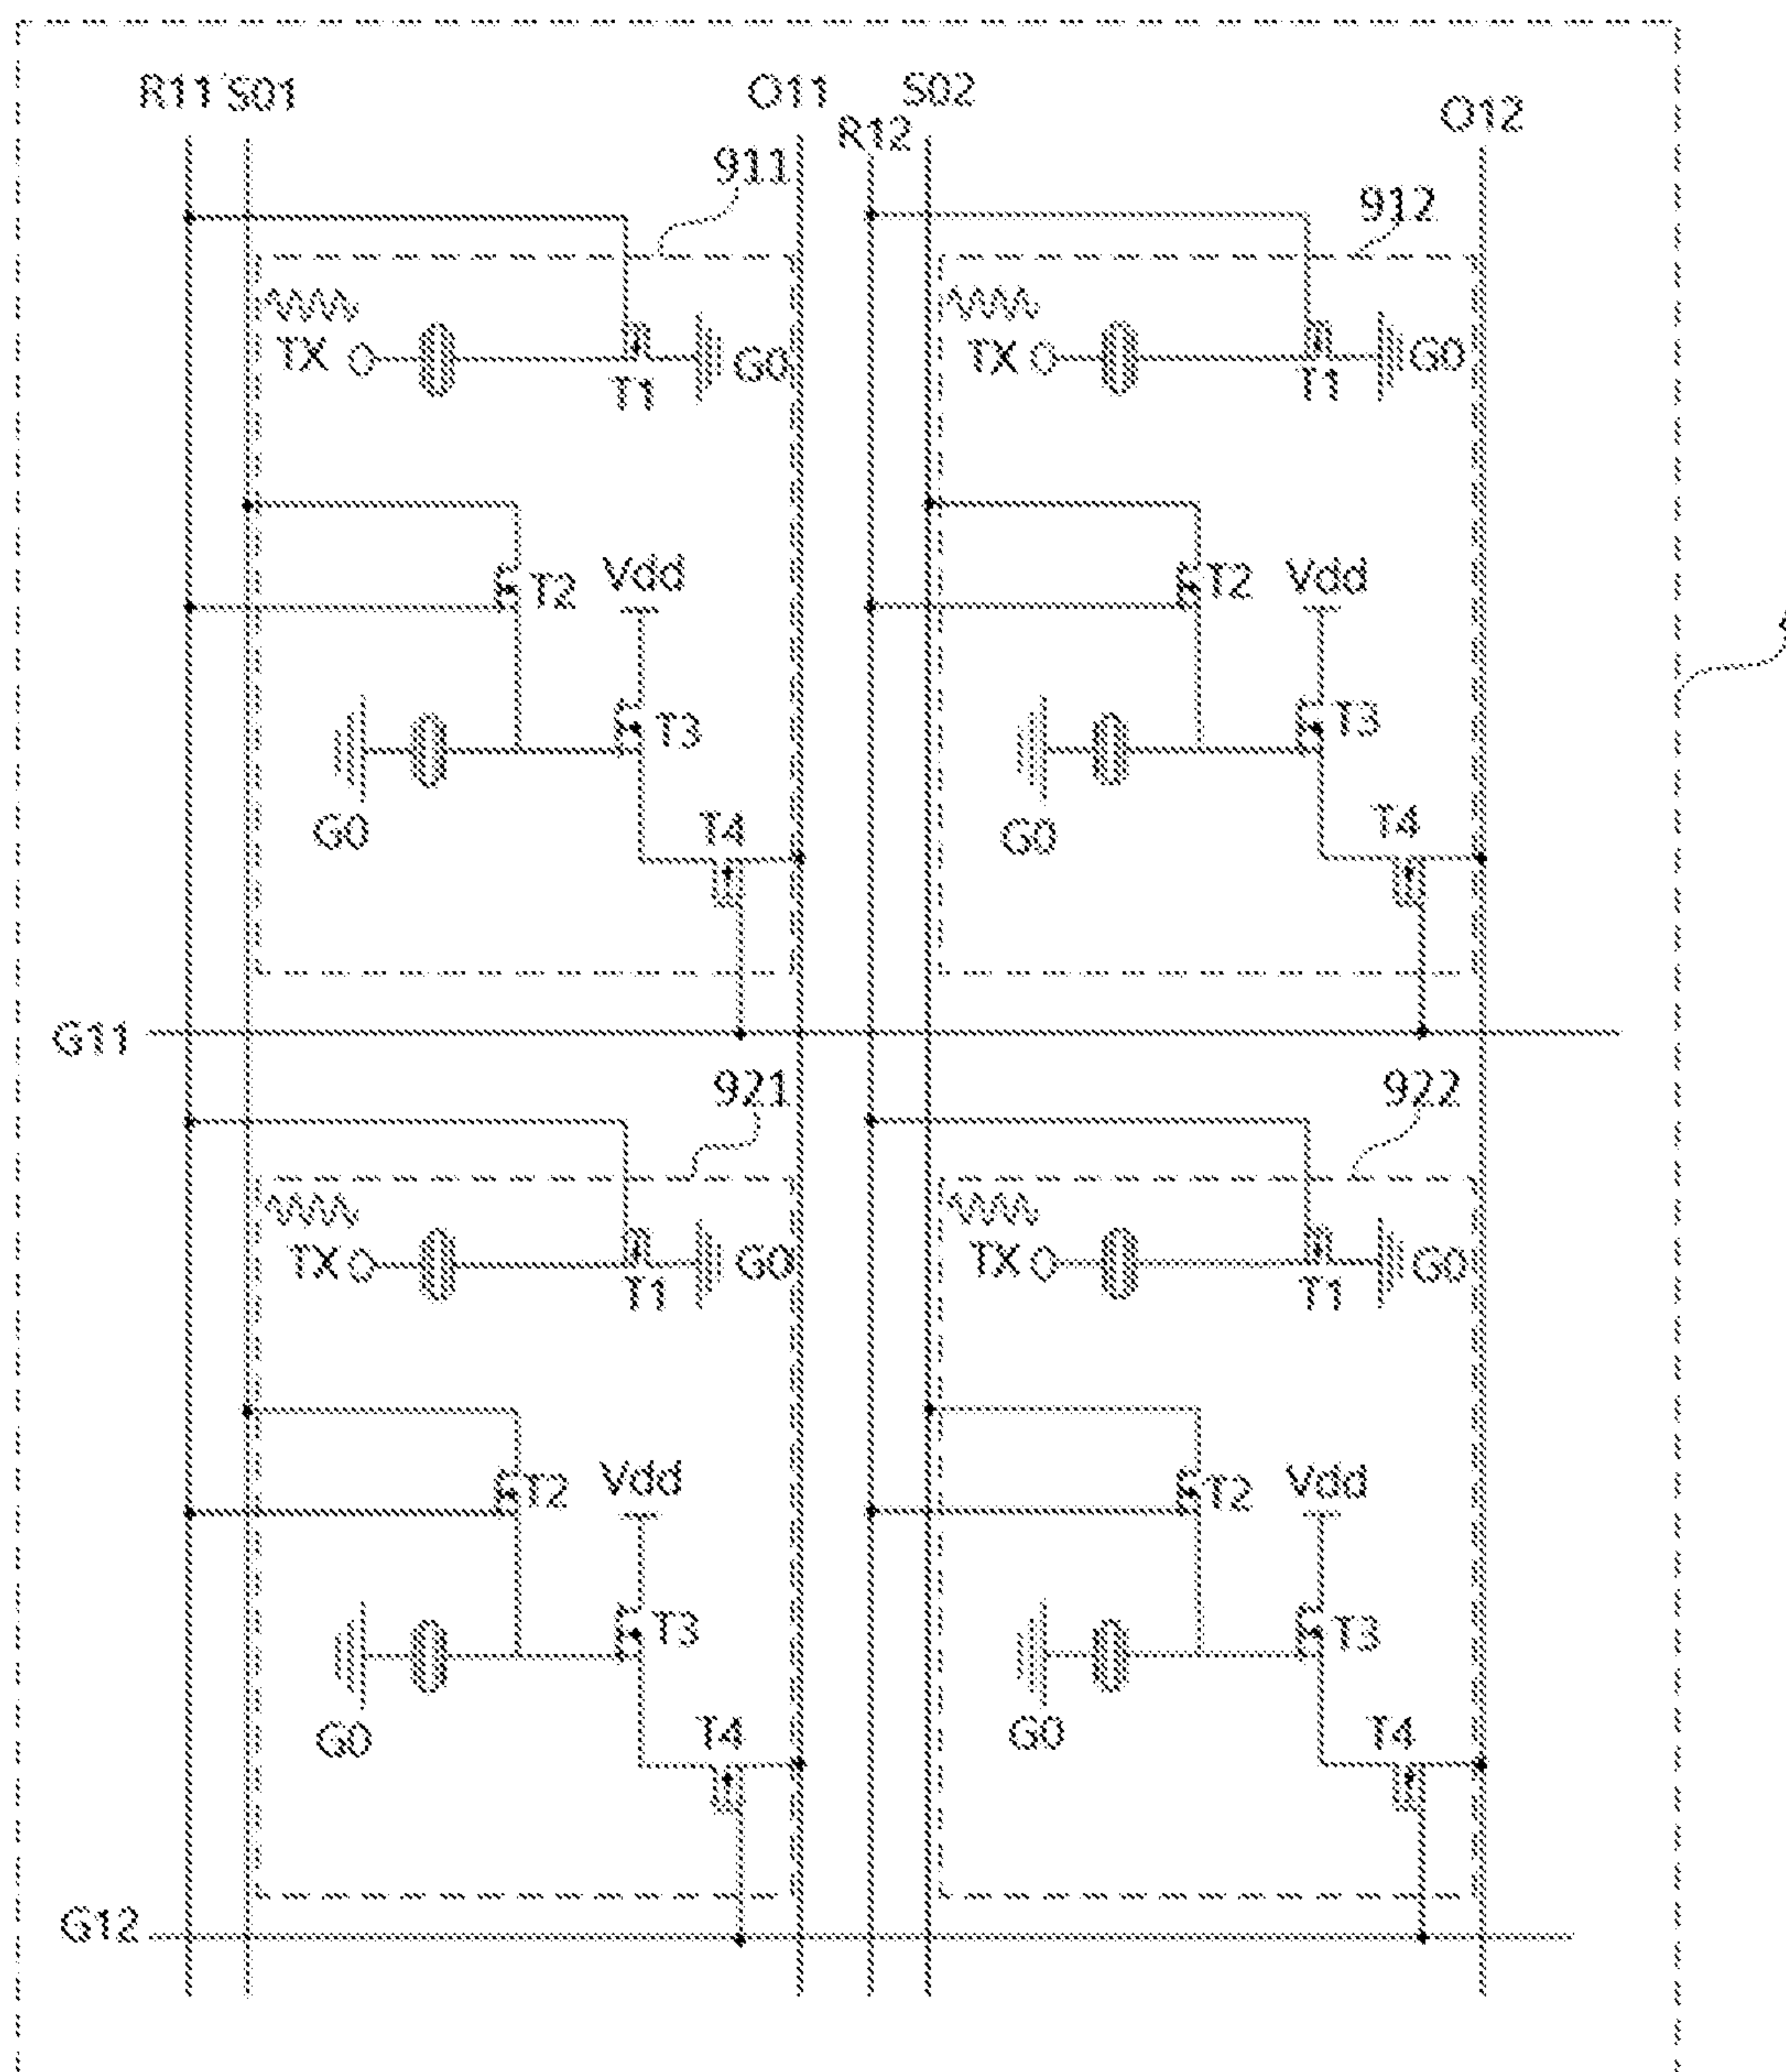 R11 S01 O11 S02 O12
R12
911
912
TX T1 G0 TX T1 G0
T2 Vdd T2 Vdd
T3 T3
G0 T4 G0 T4
G11
921 922
TX T1 G0 TX T1 G0
T2 Vdd T2 Vdd
T3 T3
G0 T4 G0 T4
G12